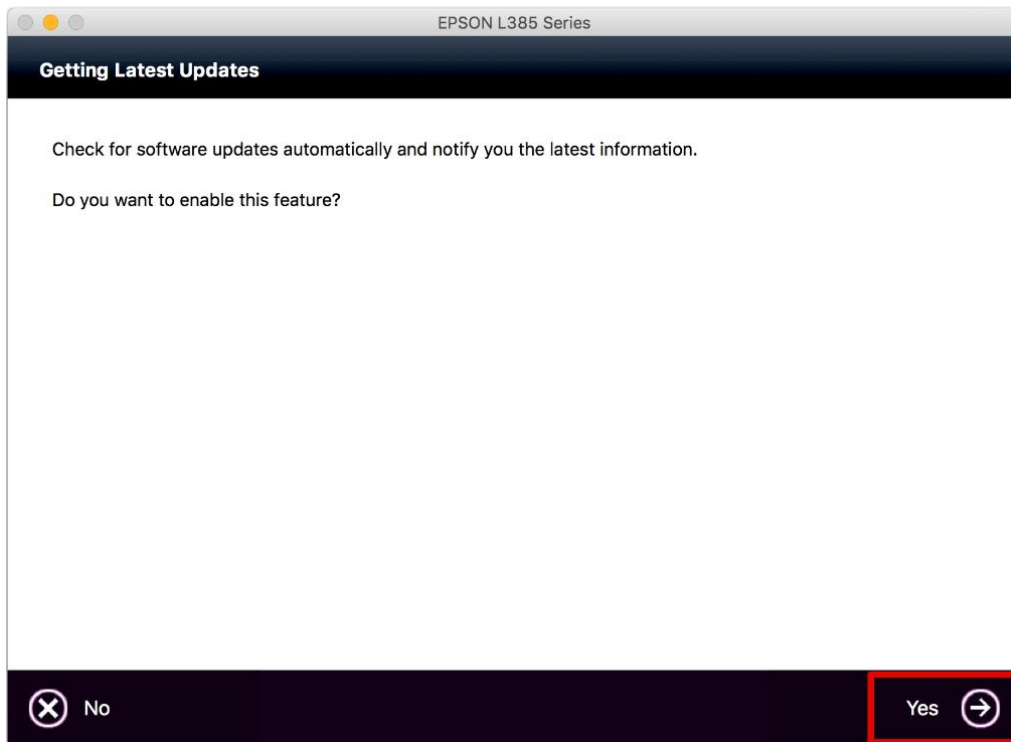 EPSON L385 Series
Getting Latest Updates
Check for software updates automatically and notify you the latest information.
Do you want to enable this feature?
No
Yes